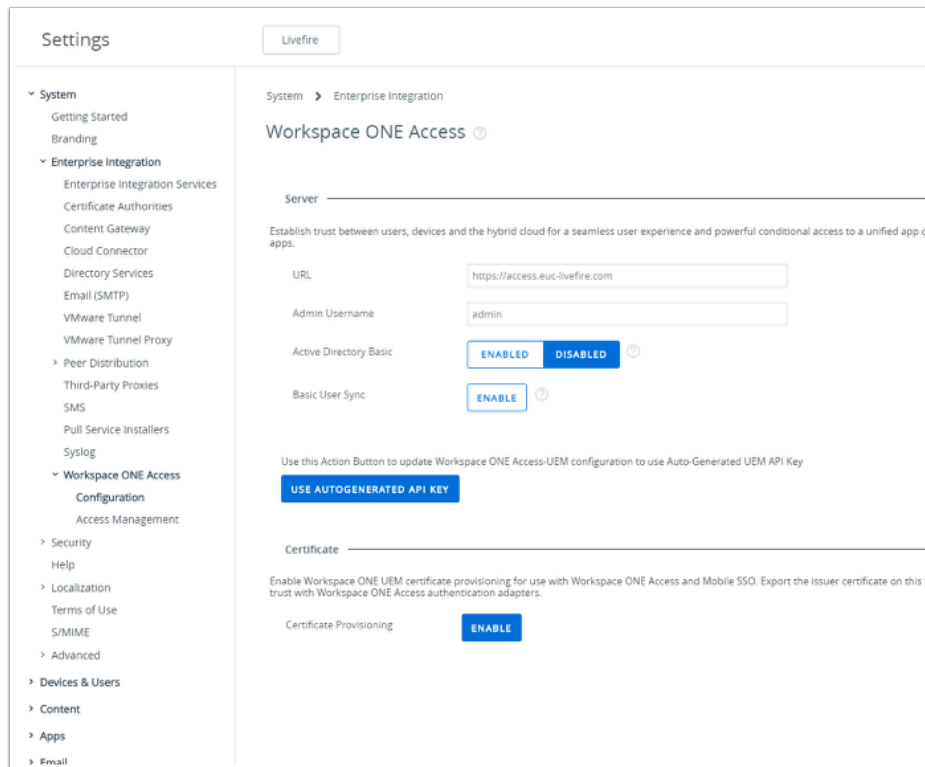 Settings
Livefire
System
Getting Started
Branding
Enterprise Integration
Enterprise Integration Services
Certificate Authorities
Content Gateway
Cloud Connector
Directory Services
Email (SMTP)
VMware Tunnel
VMware Tunnel Proxy
Peer Distribution
Third-Party Proxies
SMS
Pull Service Installers
Syslog
Workspace ONE Access
Configuration
Access Management
Security
Help
Localization
Terms of Use
S/MIME
Advanced
Devices & Users
Content
Apps
Email
System > Enterprise Integration
Workspace ONE Access
Server
Establish trust between users, devices and the hybrid cloud for a seamless user experience and powerful conditional access to a unified app
apps.
URL https://access.euc-livefire.com
Admin Username admin
Active Directory Basic ENABLED DISABLED
Basic User Sync ENABLE
Use this Action Button to update Workspace ONE Access-UEM configuration to use Auto-Generated UEM API Key
USE AUTOGENERATED API KEY
Certificate
Enable Workspace ONE UEM certificate provisioning for use with Workspace ONE Access and Mobile SSO. Export the issuer certificate on this
trust with Workspace ONE Access authentication adapters.
Certificate Provisioning ENABLE